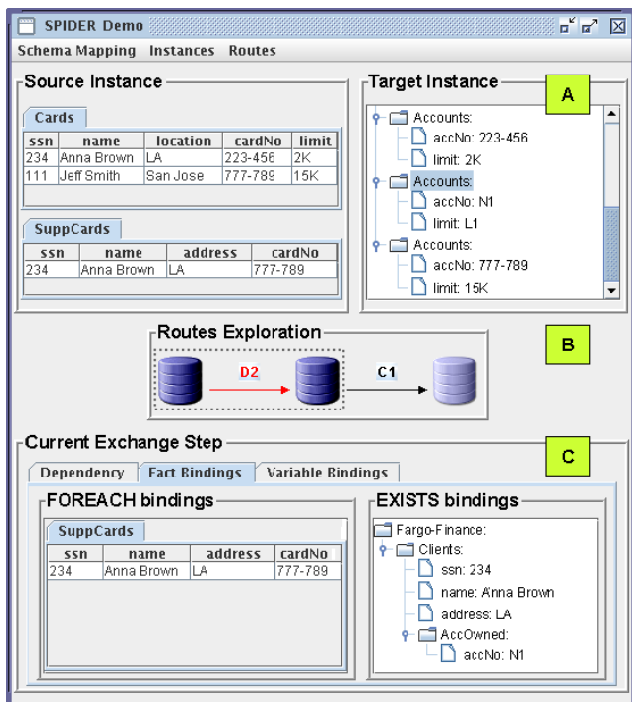 SPIDER Demo
Schema Mapping Instances Routes
Source Instance
Cards
ssn name location cardNo limit
234 Anna Brown LA 223-456 2K
111 Jeff Smith San Jose 777-789 15K
SuppCards
ssn name address cardNo
234 Anna Brown LA 777-789
Target Instance
A
Accounts:
accNo: 223-456
limit: 2K
Accounts:
accNo: N1
limit: L1
Accounts:
accNo: 777-789
limit: 15K
Routes Exploration
D2
C1
B
Current Exchange Step
C
Dependency Fact Bindings Variable Bindings
FOREACH bindings
SuppCards
ssn name address cardNo
234 Anna Brown LA 777-789
EXISTS bindings
Fargo-Finance:
Clients:
ssn: 234
name: Anna Brown
address: LA
AccOwned:
accNo: N1